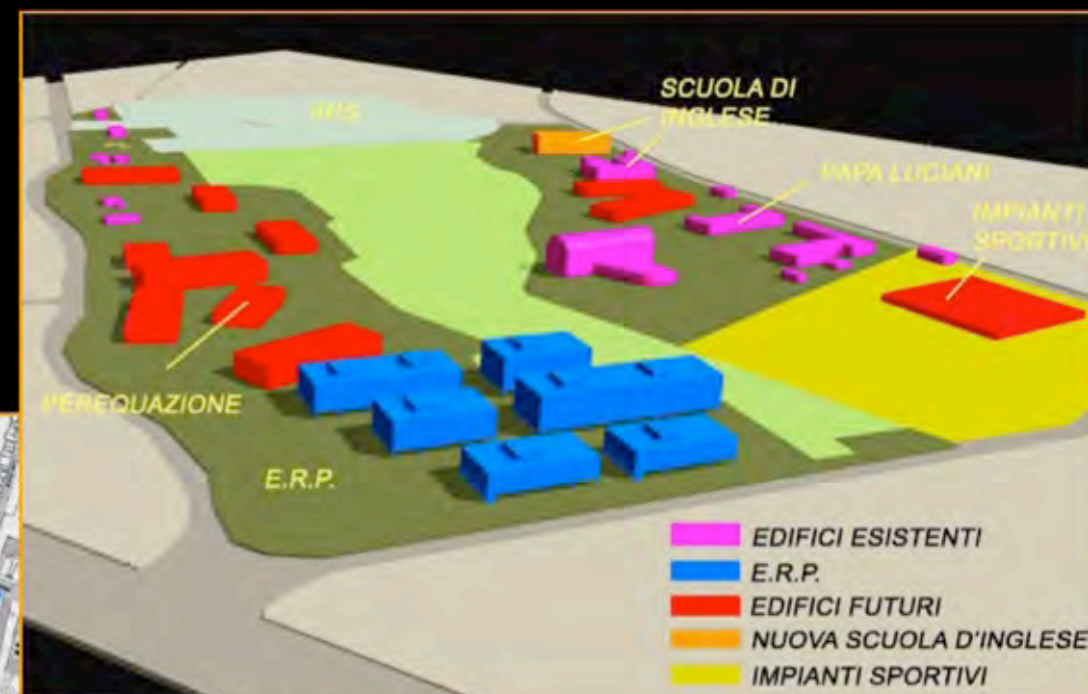 SCUOLA DI
INGLESE
PAPA LUCIANI
IMPIANTI
SPORTIVI
PEREQUAZIONE
E.R.P.
EDIFICI ESISTENTI
E.R.P.
EDIFICI FUTURI
NUOVA SCUOLA D'INGLESE
IMPIANTI SPORTIVI